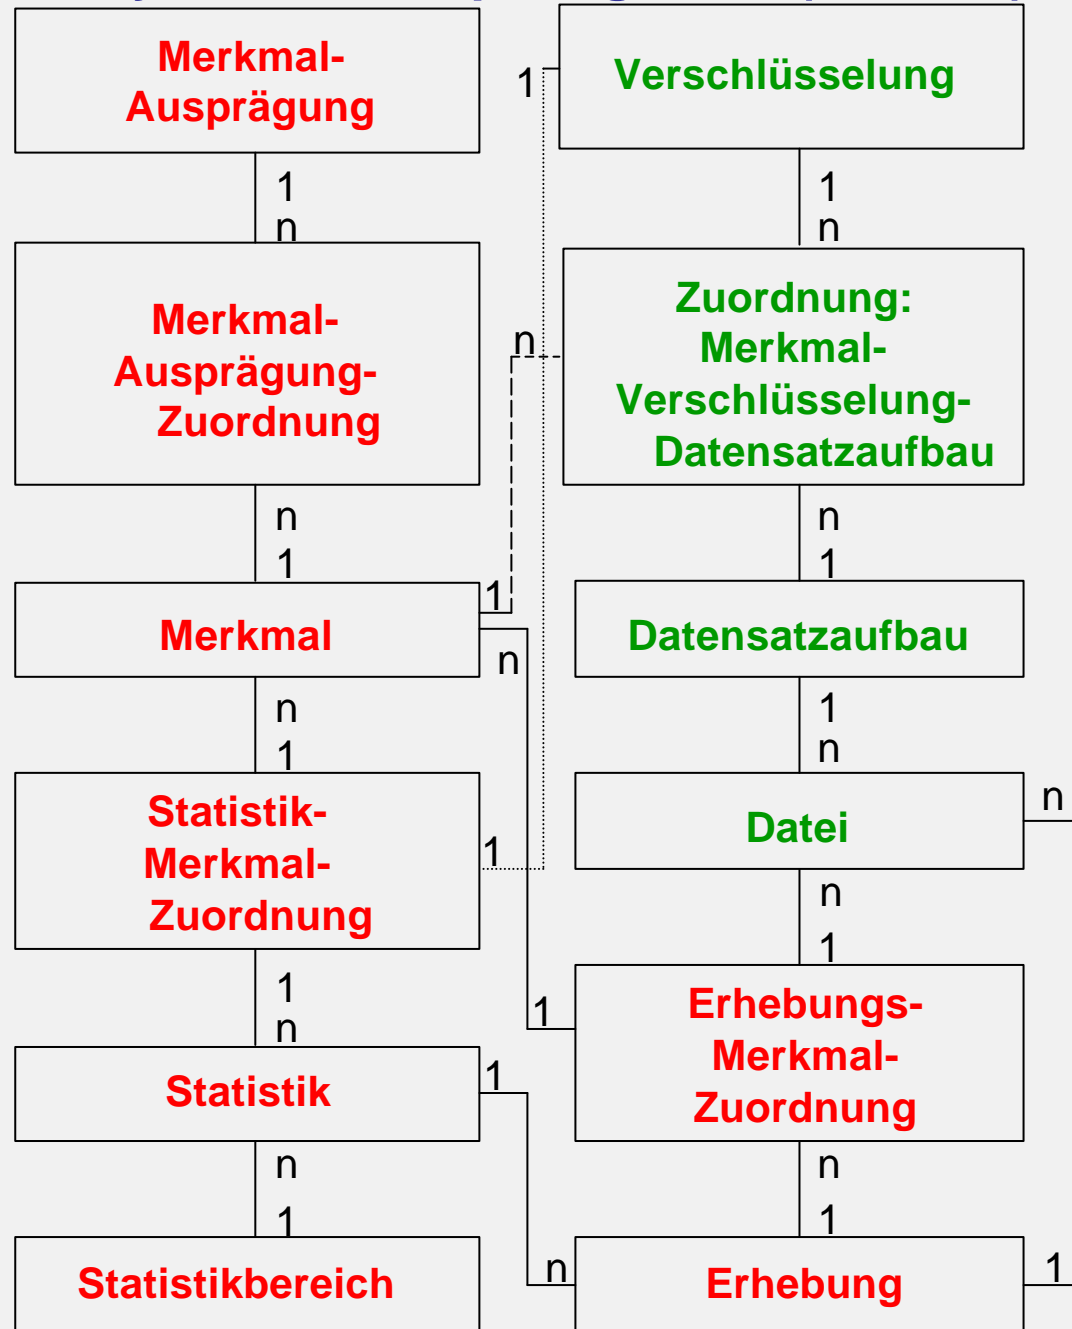 Merkmal-
Ausprägung
1
n
Merkmal-
Ausprägung-
Zuordnung
n
1
Merkmal
1
n
n
1
Statistik-
Merkmal-
Zuordnung
1
1
n
Statistik
1
n
1
Statistikbereich
1
Verschlüsselung
1
n
n
Zuordnung:
Merkmal-
Verschlüsselung-
Datensatzaufbau
n
1
Datensatzaufbau
1
n
Datei
n
n
1
1
Erhebungs-
Merkmal-
Zuordnung
n
1
n
Erhebung
1